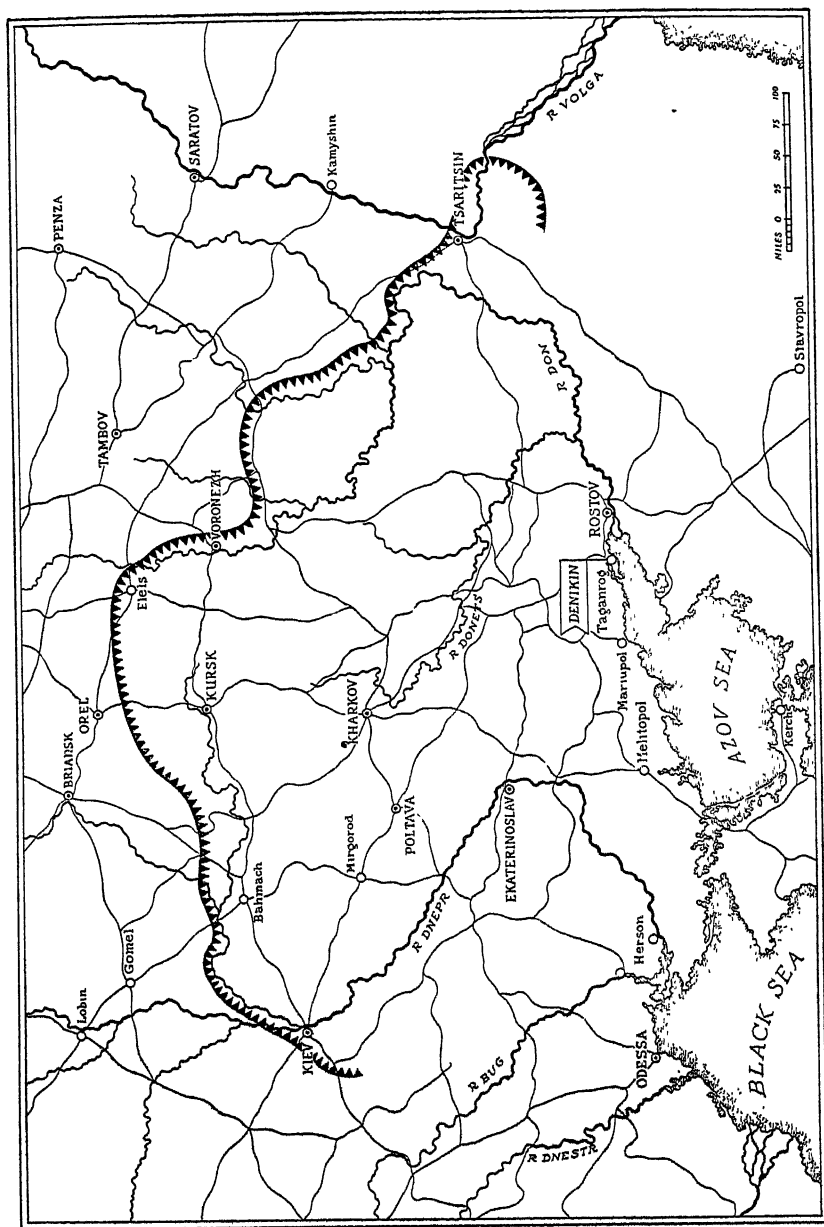 Lobin
Gomel
BRIANSK
OREL
Eleis
TAMBOV
PENZA
SARATOV
Kamyshin
VORONEZH
KURSK
Bahmach
KIEV
Mirgorod
KHARKOV
POLTAVA
TSARITSIN
R VOLGA
R DNEPR
R DONETS
R DON
EKATERINOSLAV
R BUG
R DNESTR
DENIKIN
ROSTOV
Taganrog
Mariupol
Melitopol
Herson
ODESSA
AZOV SEA
Kerch
BLACK SEA
Stavropol
MILES 0 25 50 75 100